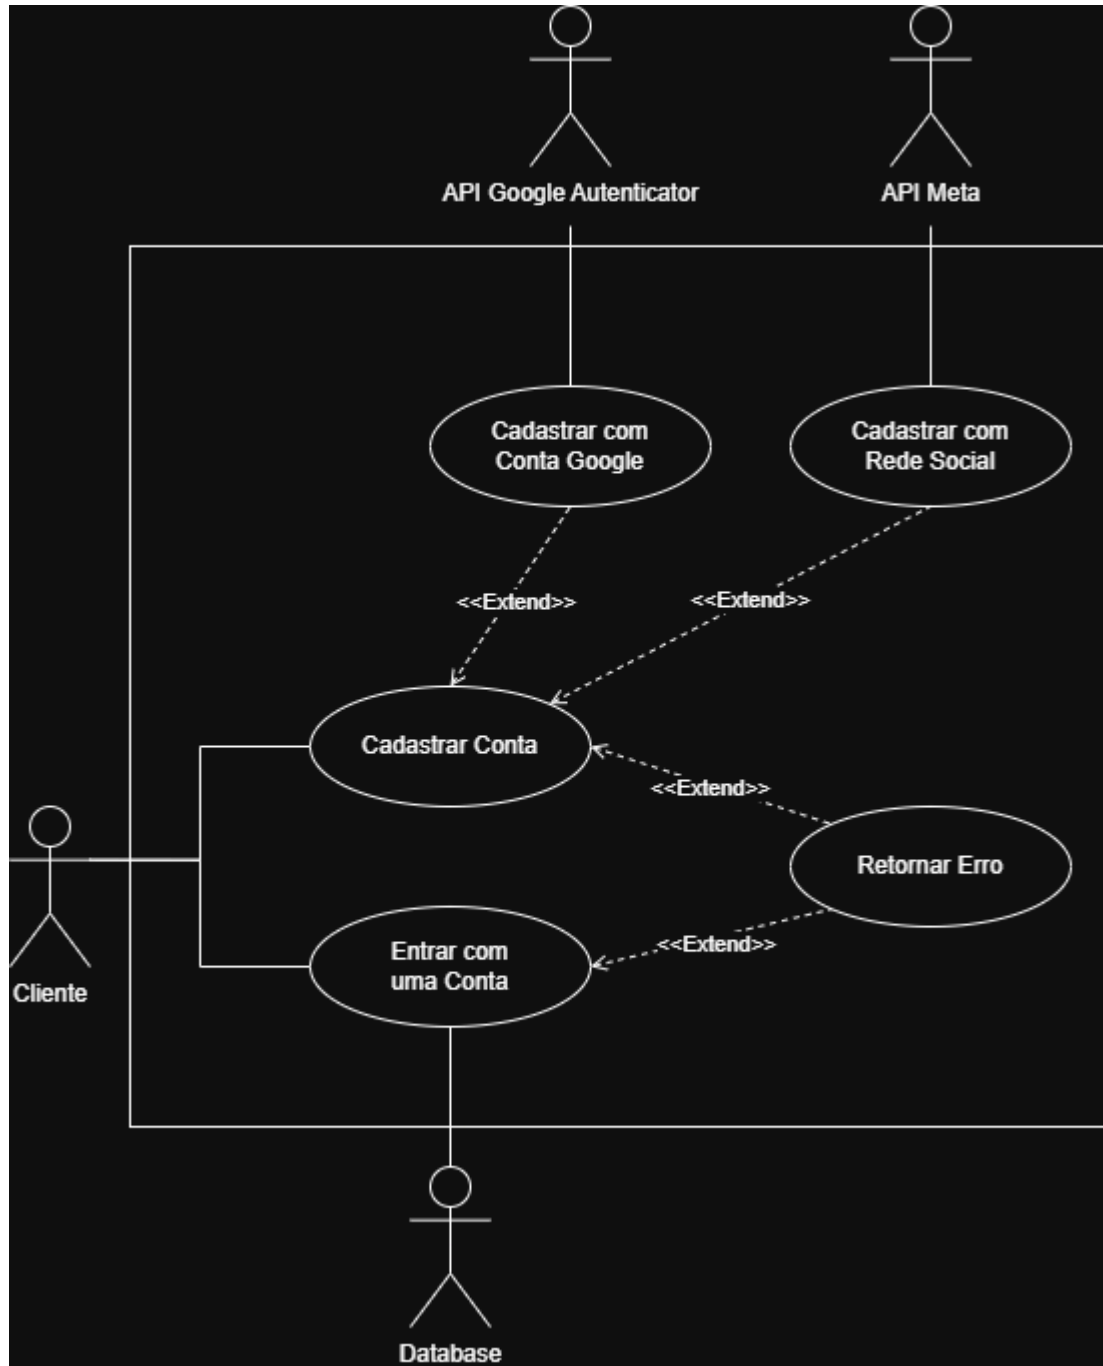 API Google Autenticator
API Meta
Cadastrar com
Conta Google
Cadastrar com
Rede Social
<<Extend>>
<<Extend>>
Cadastrar Conta
<<Extend>>
Retornar Erro
<<Extend>>
Entrar com
uma Conta
Cliente
Database